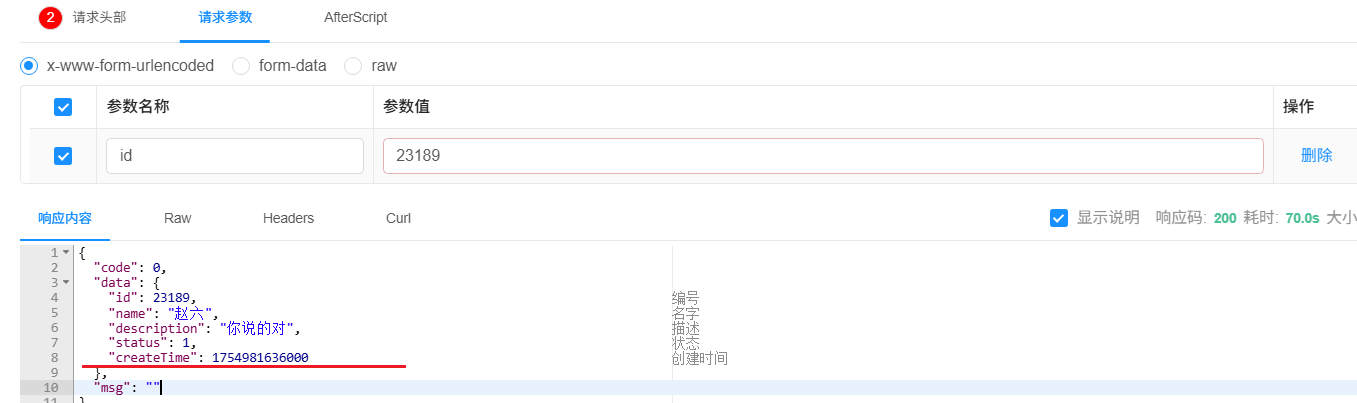 2 请求头部 请求参数 AfterScript
x-www-form-urlencoded form-data raw
参数名称 参数值 操作
id 23189 删除
响应内容 Raw Headers Curl 显示说明 响应码: 200 耗时: 70.0s 大小
1 {
2 "code": 0,
3 "data": {
4 "id": 23189, 编号
5 "name": "赵六", 名字
6 "description": "你说的对", 描述
7 "status": 1, 状态
8 "createTime": 1754981636000 创建时间
9 },
10 "msg": ""
11 }